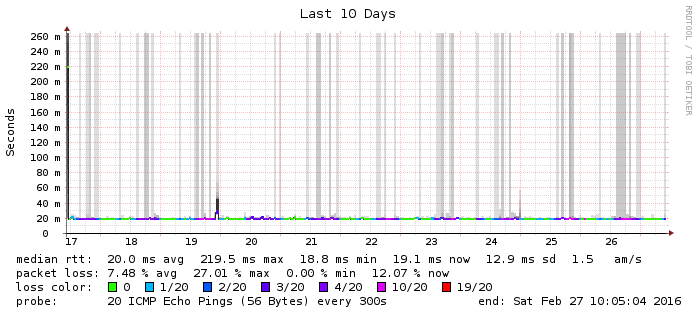 Last 10 Days
RRDTOOL / TOBI OETIKER
Seconds
260 m
240 m
220 m
200 m
180 m
160 m
140 m
120 m
100 m
80 m
60 m
40 m
20 m
0
17 18 19 20 21 22 23 24 25 26
median rtt: 20.0 ms avg 219.5 ms max 18.8 ms min 19.1 ms now 12.9 ms sd 1.5 am/s
packet loss: 7.48 % avg 27.01 % max 0.00 % min 12.07 % now
loss color: 0 1/20 2/20 3/20 4/20 10/20 19/20
probe: 20 ICMP Echo Pings (56 Bytes) every 300s end: Sat Feb 27 10:05:04 2016